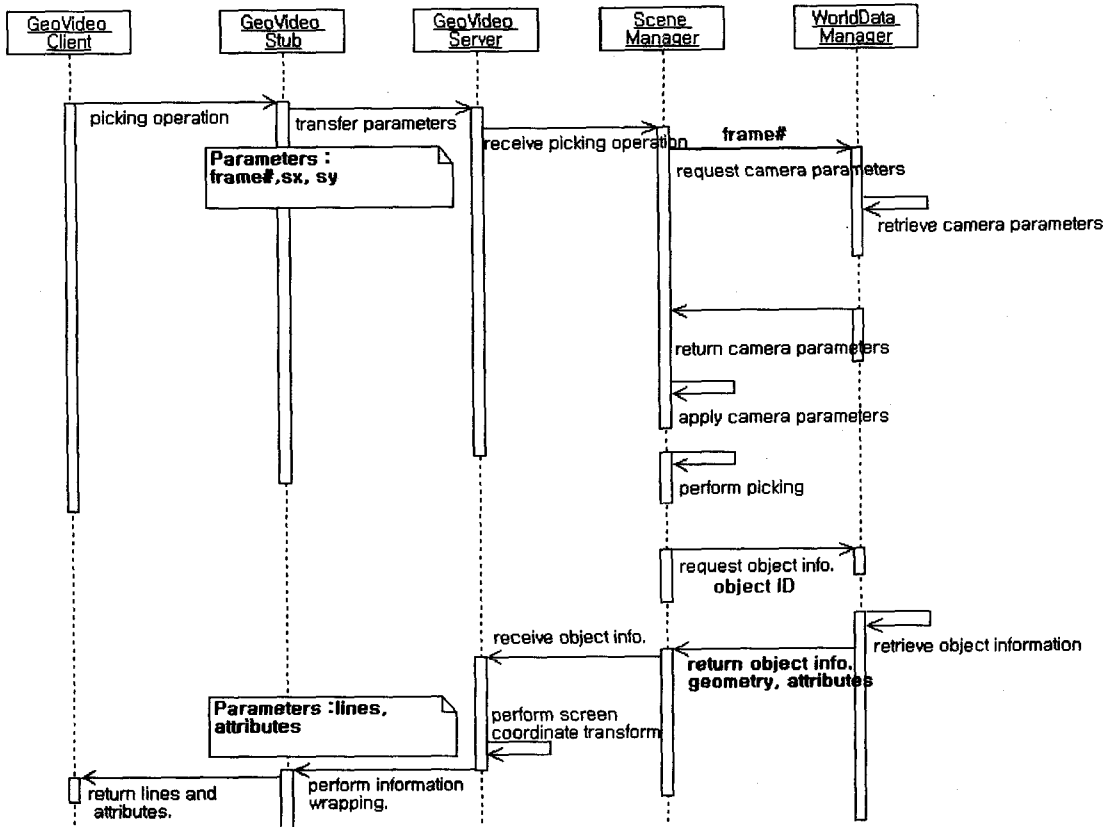 GeoVideo
Client
GeoVideo
Stub
GeoVideo
Server
Scene
Manager
WorldData
Manager
picking operation
transfer parameters
receive picking operation
frame#
request camera parameters
Parameters :
frame#,sx, sy
retrieve camera parameters
return camera parameters
apply camera parameters
perform picking
request object info.
object ID
retrieve object information
receive object info.
return object info.
geometry, attributes
Parameters :lines,
attributes
perform screen
coordinate transform
perform information
wrapping.
return lines and
attributes.